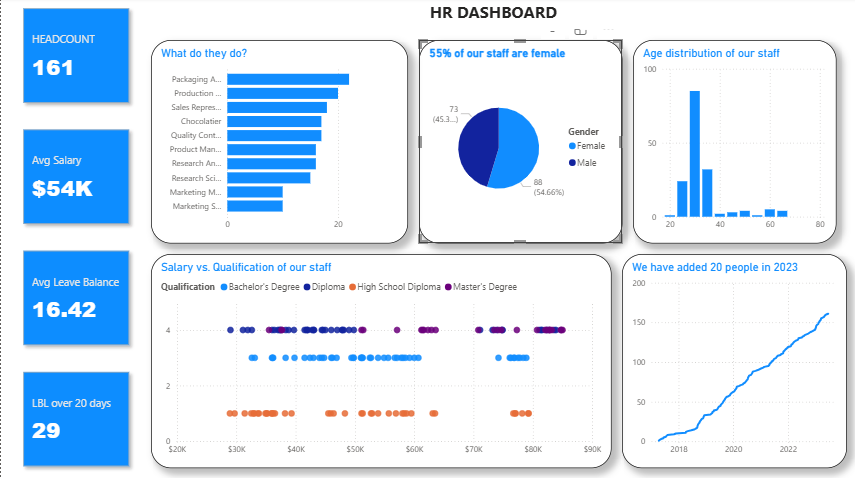 HR DASHBOARD
HEADCOUNT
161
Avg Salary
$54K
Avg Leave Balance
16.42
LBL over 20 days
29
What do they do?
Packaging A...
Production ...
Sales Repres...
Chocolatier
Quality Cont...
Product Man...
Research An...
Research Sci...
Marketing M...
Marketing S...
0
20
55% of our staff are female
73
(45.3...)
88
(54.66%)
Gender
Female
Male
Age distribution of our staff
100
50
0
20
40
60
80
Salary vs. Qualification of our staff
Qualification
Bachelor's Degree
Diploma
High School Diploma
Master's Degree
4
2
0
$20K
$30K
$40K
$50K
$60K
$70K
$80K
$90K
We have added 20 people in 2023
200
150
100
50
0
2018
2020
2022